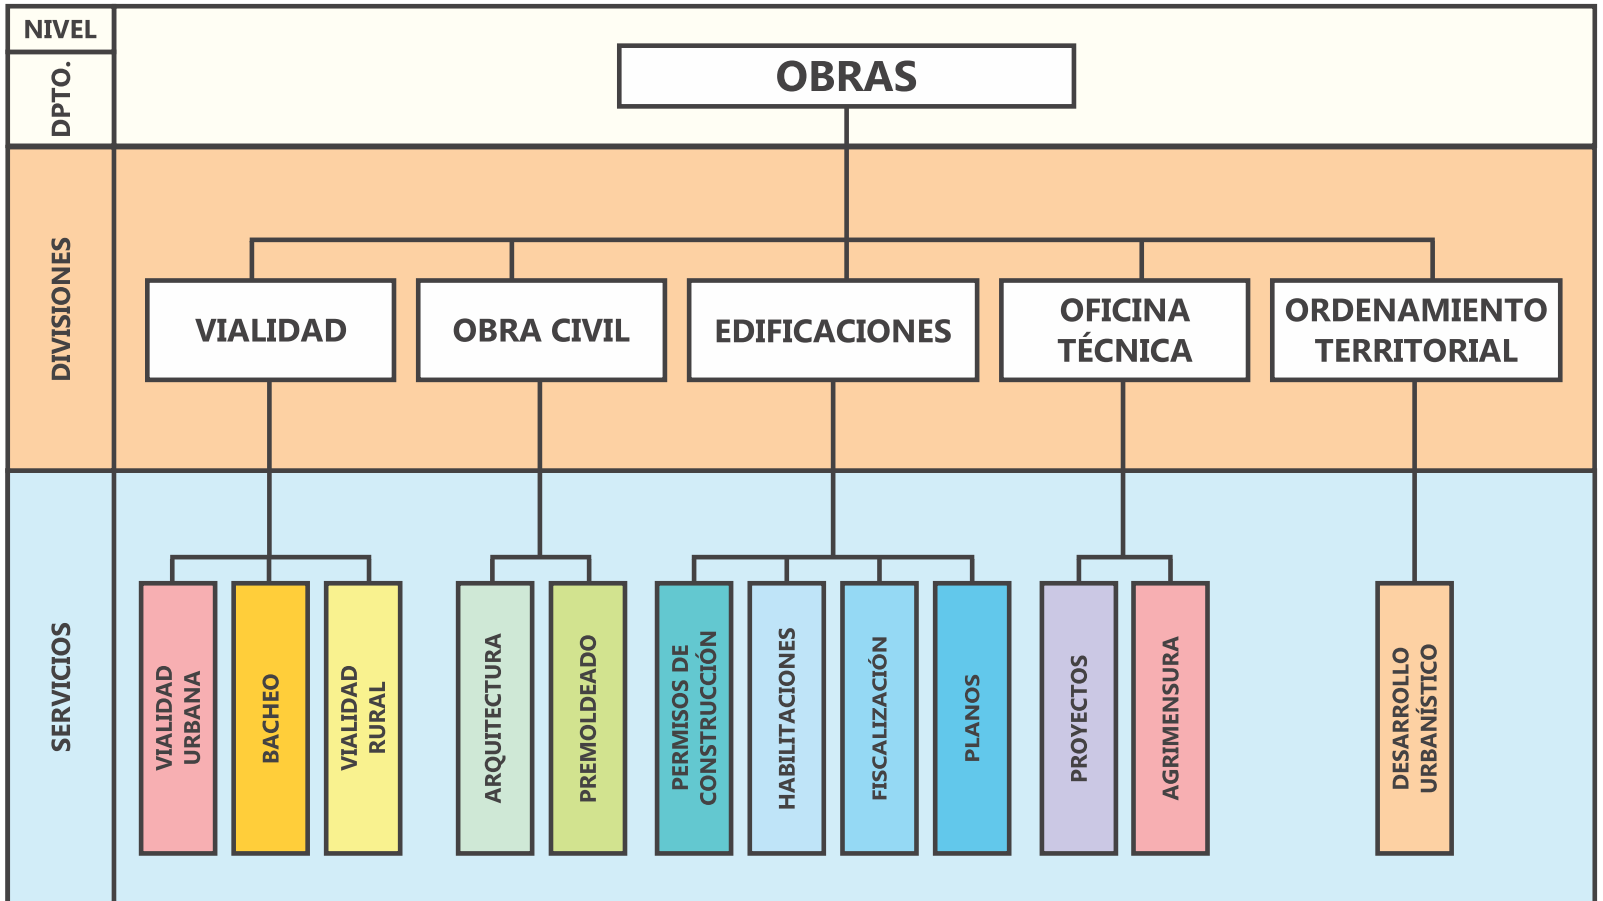 NIVEL
DPTO.
OBRAS
DIVISIONES
VIALIDAD
OBRA CIVIL
EDIFICACIONES
OFICINA
TÉCNICA
ORDENAMIENTO
TERRITORIAL
SERVICIOS
VIALIDAD
URBANA
BACHEO
VIALIDAD
RURAL
ARQUITECTURA
PREMOLDEADO
PERMISOS DE
CONSTRUCCIÓN
HABILITACIONES
FISCALIZACIÓN
PLANOS
PROYECTOS
AGRIMENSURA
DESARROLLO
URBANÍSTICO